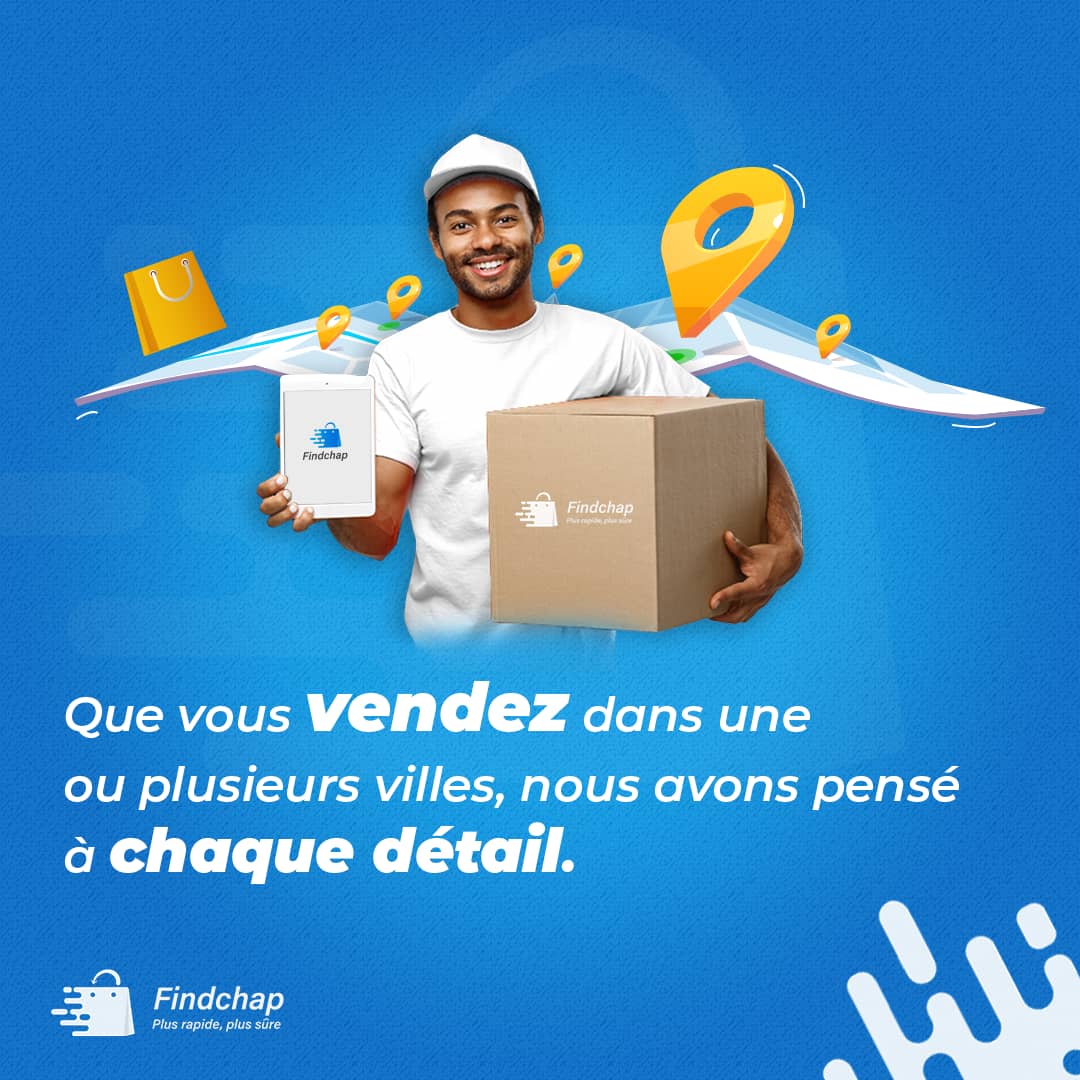 Findchap
Findchap
Plus rapide, plus sûre
Que vous vendez dans une
ou plusieurs villes, nous avons pensé
à chaque détail.
Findchap
Plus rapide, plus sûre